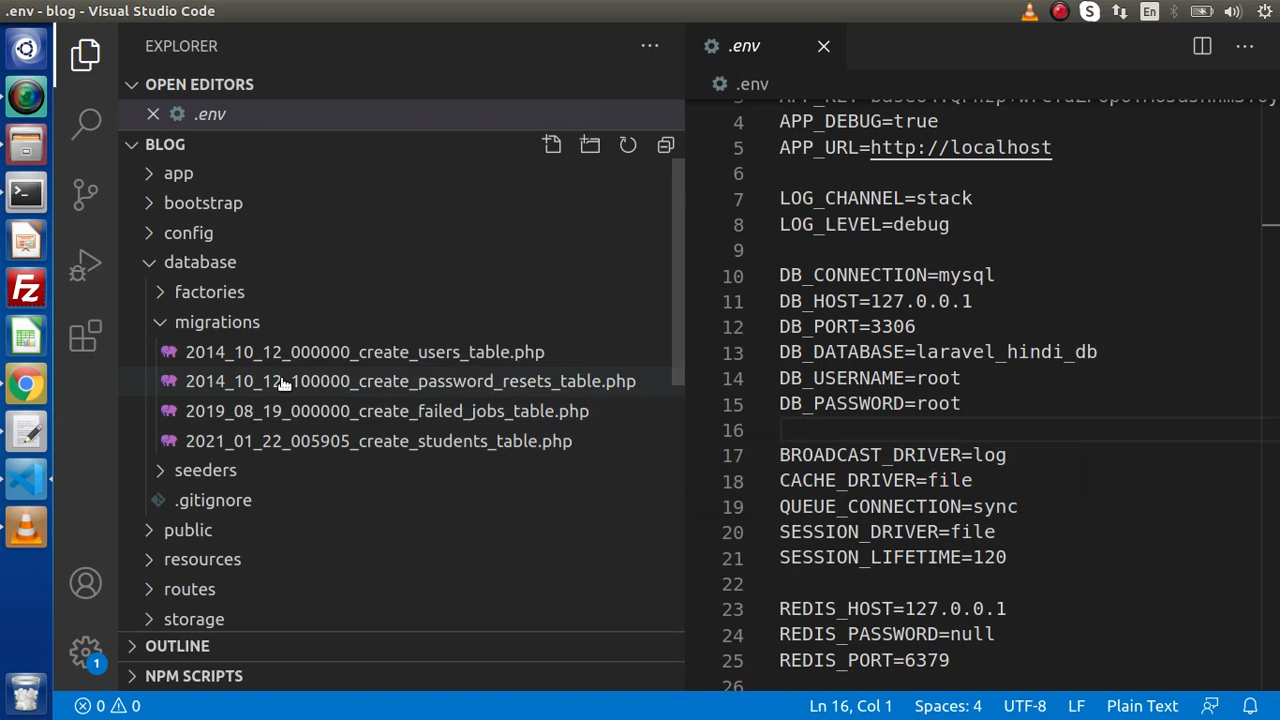 .env - blog - Visual Studio Code
En
EXPLORER
OPEN EDITORS
.env
BLOG
app
bootstrap
config
database
factories
migrations
2014_10_12_000000_create_users_table.php
2014_10_12_100000_create_password_resets_table.php
2019_08_19_000000_create_failed_jobs_table.php
2021_01_22_005905_create_students_table.php
seeders
.gitignore
public
resources
routes
storage
OUTLINE
NPM SCRIPTS
.env
.env
4 APP_DEBUG=true
5 APP_URL=http://localhost
6
7 LOG_CHANNEL=stack
8 LOG_LEVEL=debug
9
10 DB_CONNECTION=mysql
11 DB_HOST=127.0.0.1
12 DB_PORT=3306
13 DB_DATABASE=laravel_hindi_db
14 DB_USERNAME=root
15 DB_PASSWORD=root
16
17 BROADCAST_DRIVER=log
18 CACHE_DRIVER=file
19 QUEUE_CONNECTION=sync
20 SESSION_DRIVER=file
21 SESSION_LIFETIME=120
22
23 REDIS_HOST=127.0.0.1
24 REDIS_PASSWORD=null
25 REDIS_PORT=6379
26
1
0 0 Ln 16, Col 1 Spaces: 4 UTF-8 LF Plain Text